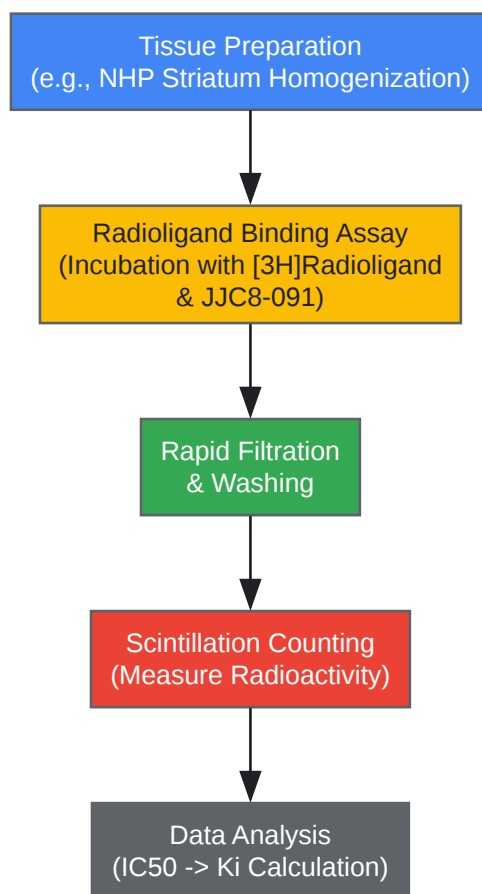 Tissue Preparation
(e.g., NHP Striatum Homogenization)
Radioligand Binding Assay
(Incubation with [3H]Radioligand
& JJC8-091)
Rapid Filtration
& Washing
Scintillation Counting
(Measure Radioactivity)
Data Analysis
(IC50 -> Ki Calculation)